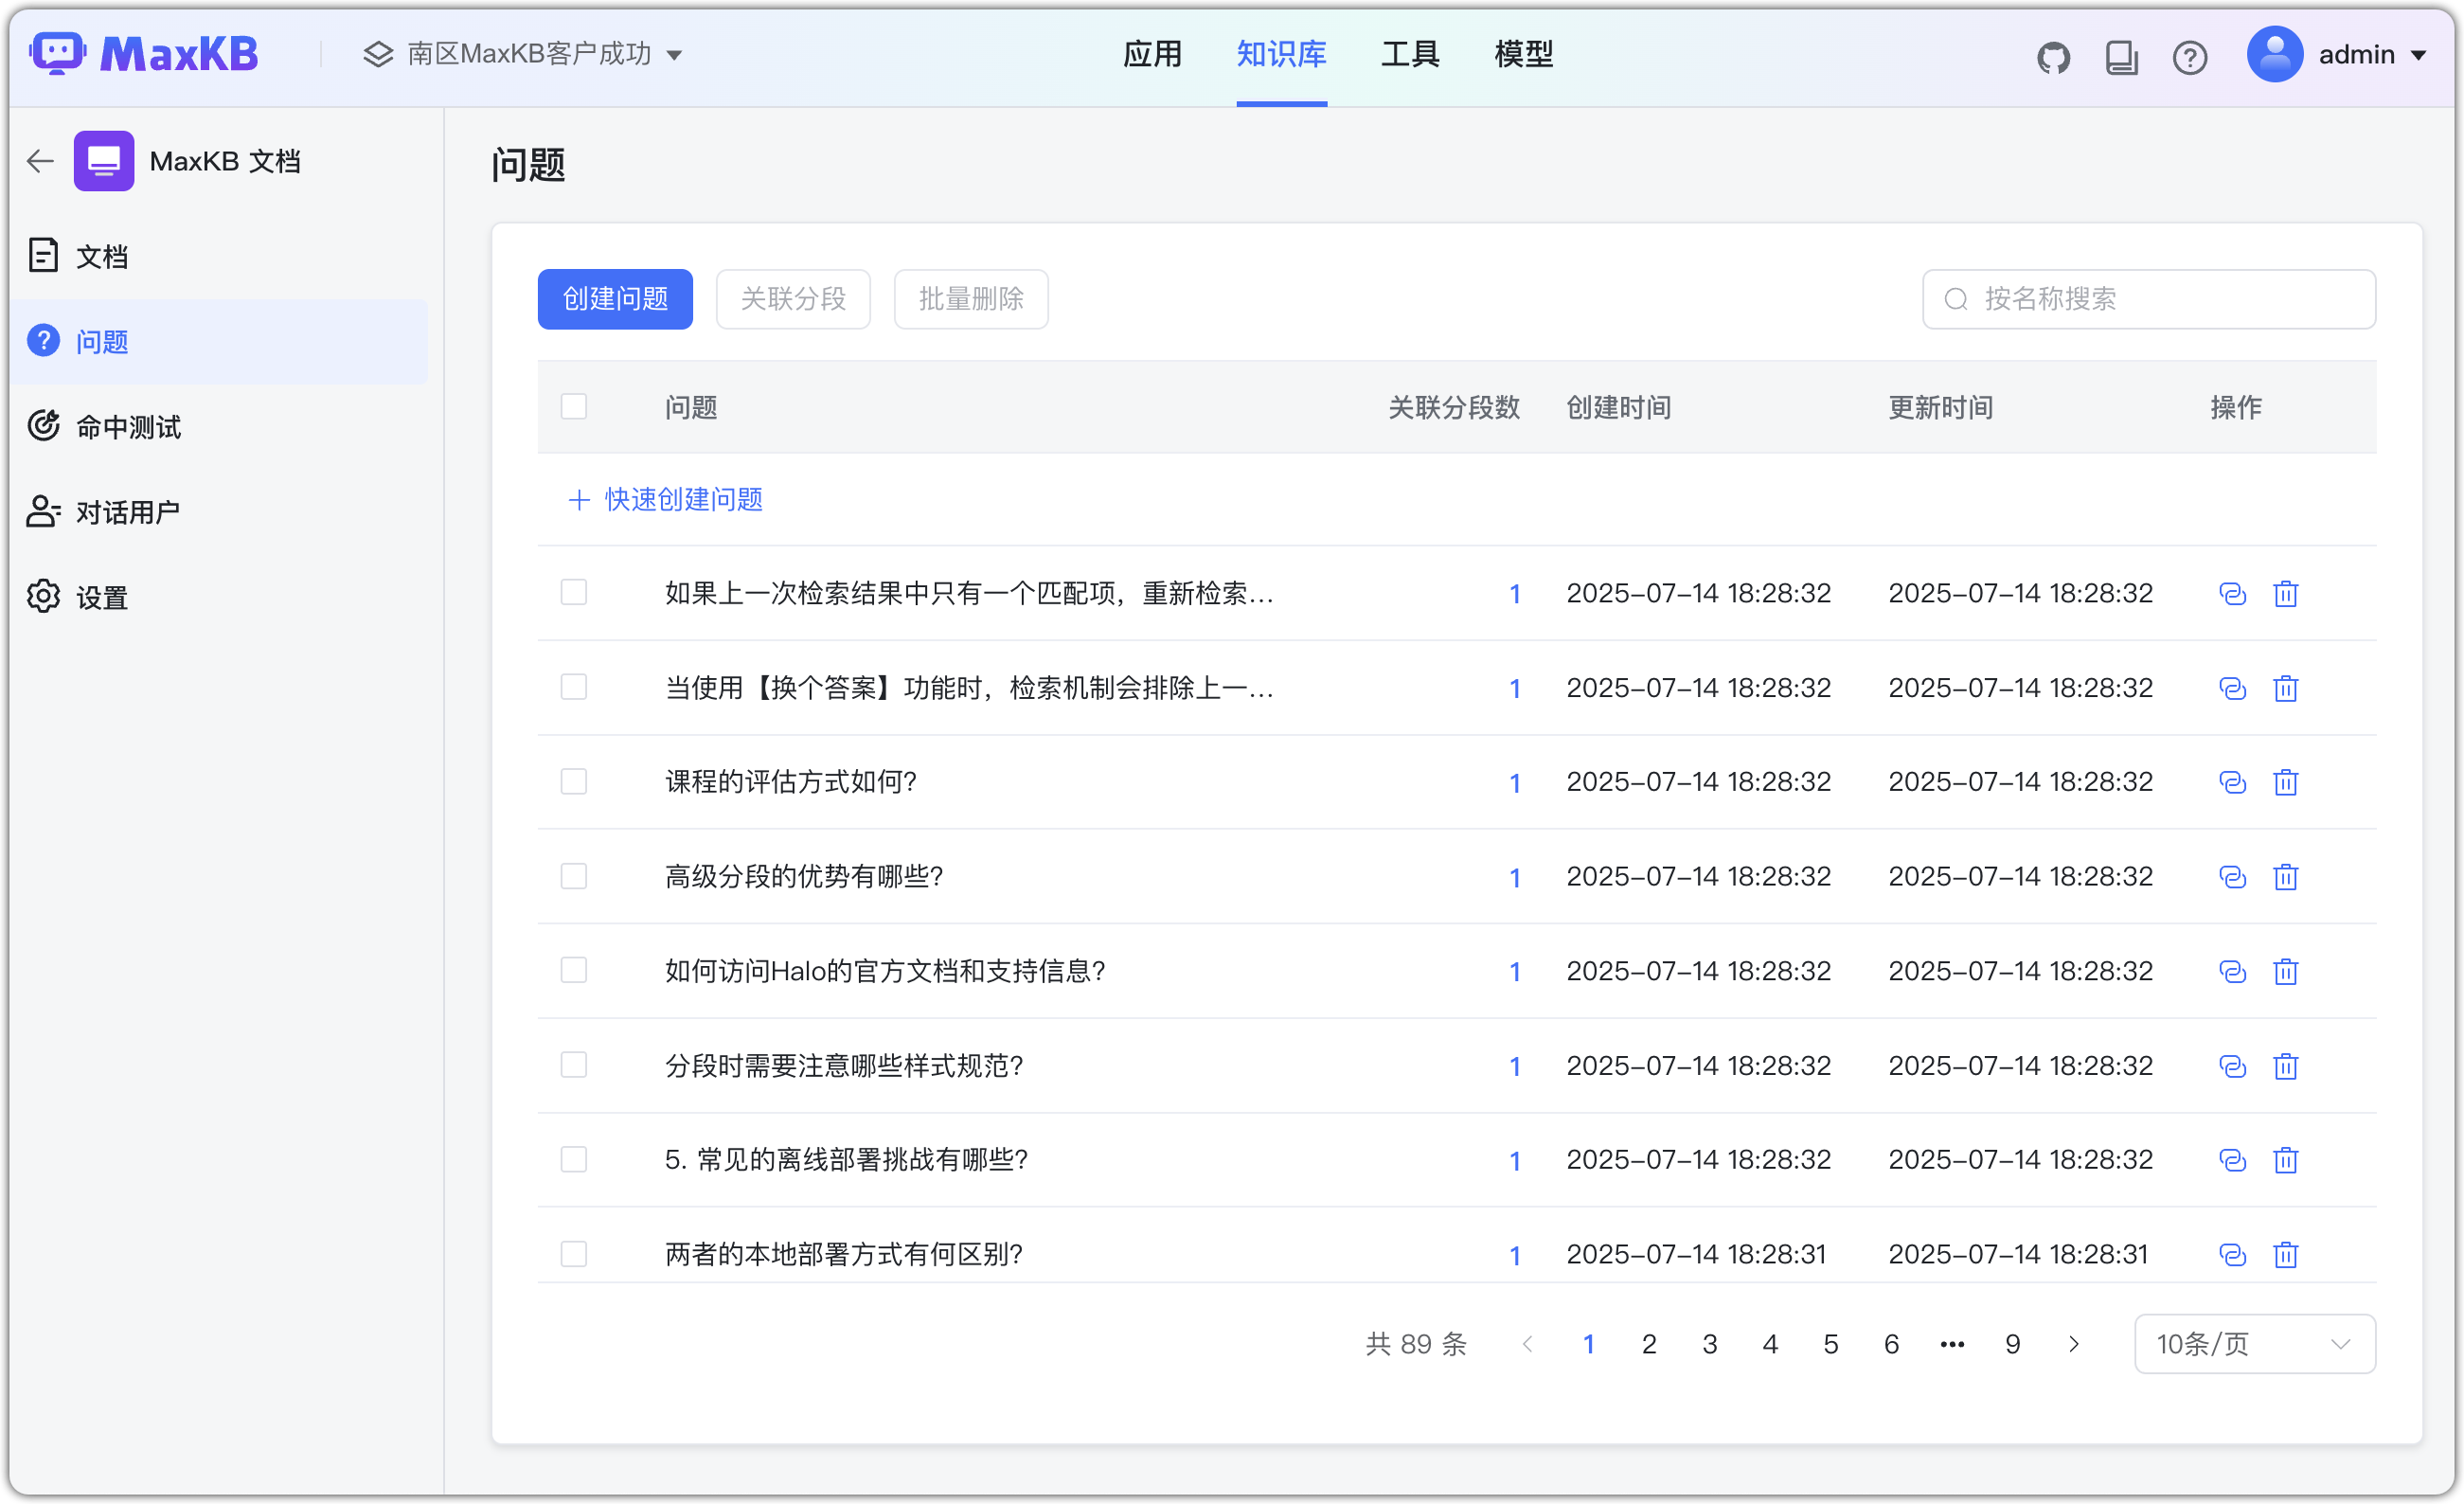 MaxKB 南区MaxKB客户成功 应用 知识库 工具 模型 admin
MaxKB 文档
文档
问题
命中测试
对话用户
设置
问题
创建问题 关联分段 批量删除 按名称搜索
问题 关联分段数 创建时间 更新时间 操作
+ 快速创建问题
如果上一次检索结果中只有一个匹配项，重新检索... 1 2025-07-14 18:28:32 2025-07-14 18:28:32
当使用【换个答案】功能时，检索机制会排除上一... 1 2025-07-14 18:28:32 2025-07-14 18:28:32
课程的评估方式如何？ 1 2025-07-14 18:28:32 2025-07-14 18:28:32
高级分段的优势有哪些？ 1 2025-07-14 18:28:32 2025-07-14 18:28:32
如何访问Halo的官方文档和支持信息？ 1 2025-07-14 18:28:32 2025-07-14 18:28:32
分段时需要注意哪些样式规范？ 1 2025-07-14 18:28:32 2025-07-14 18:28:32
5. 常见的离线部署挑战有哪些？ 1 2025-07-14 18:28:32 2025-07-14 18:28:32
两者的本地部署方式有何区别？ 1 2025-07-14 18:28:31 2025-07-14 18:28:31
共 89 条 1 2 3 4 5 6 ••• 9 10条/页